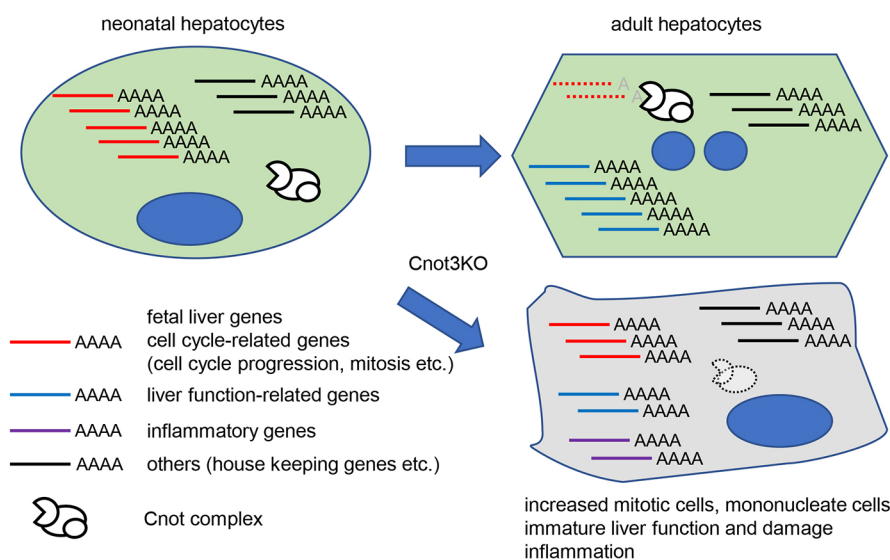 neonatal hepatocytes
adult hepatocytes
AAAA
AAAA
AAAA
AAAA
AAAA
AAAA
AAAA
AAAA
A
A
AAAA
AAAA
AAAA
AAAA
AAAA
AAAA
AAAA
AAAA
Cnot3KO
AAAA
AAAA
AAAA
AAAA
AAAA
AAAA
AAAA
AAAA
AAAA
AAAA
fetal liver genes
AAAA cell cycle-related genes
(cell cycle progression, mitosis etc.)
AAAA liver function-related genes
AAAA inflammatory genes
AAAA others (house keeping genes etc.)
Cnot complex
increased mitotic cells, mononucleate cells
immature liver function and damage
inflammation